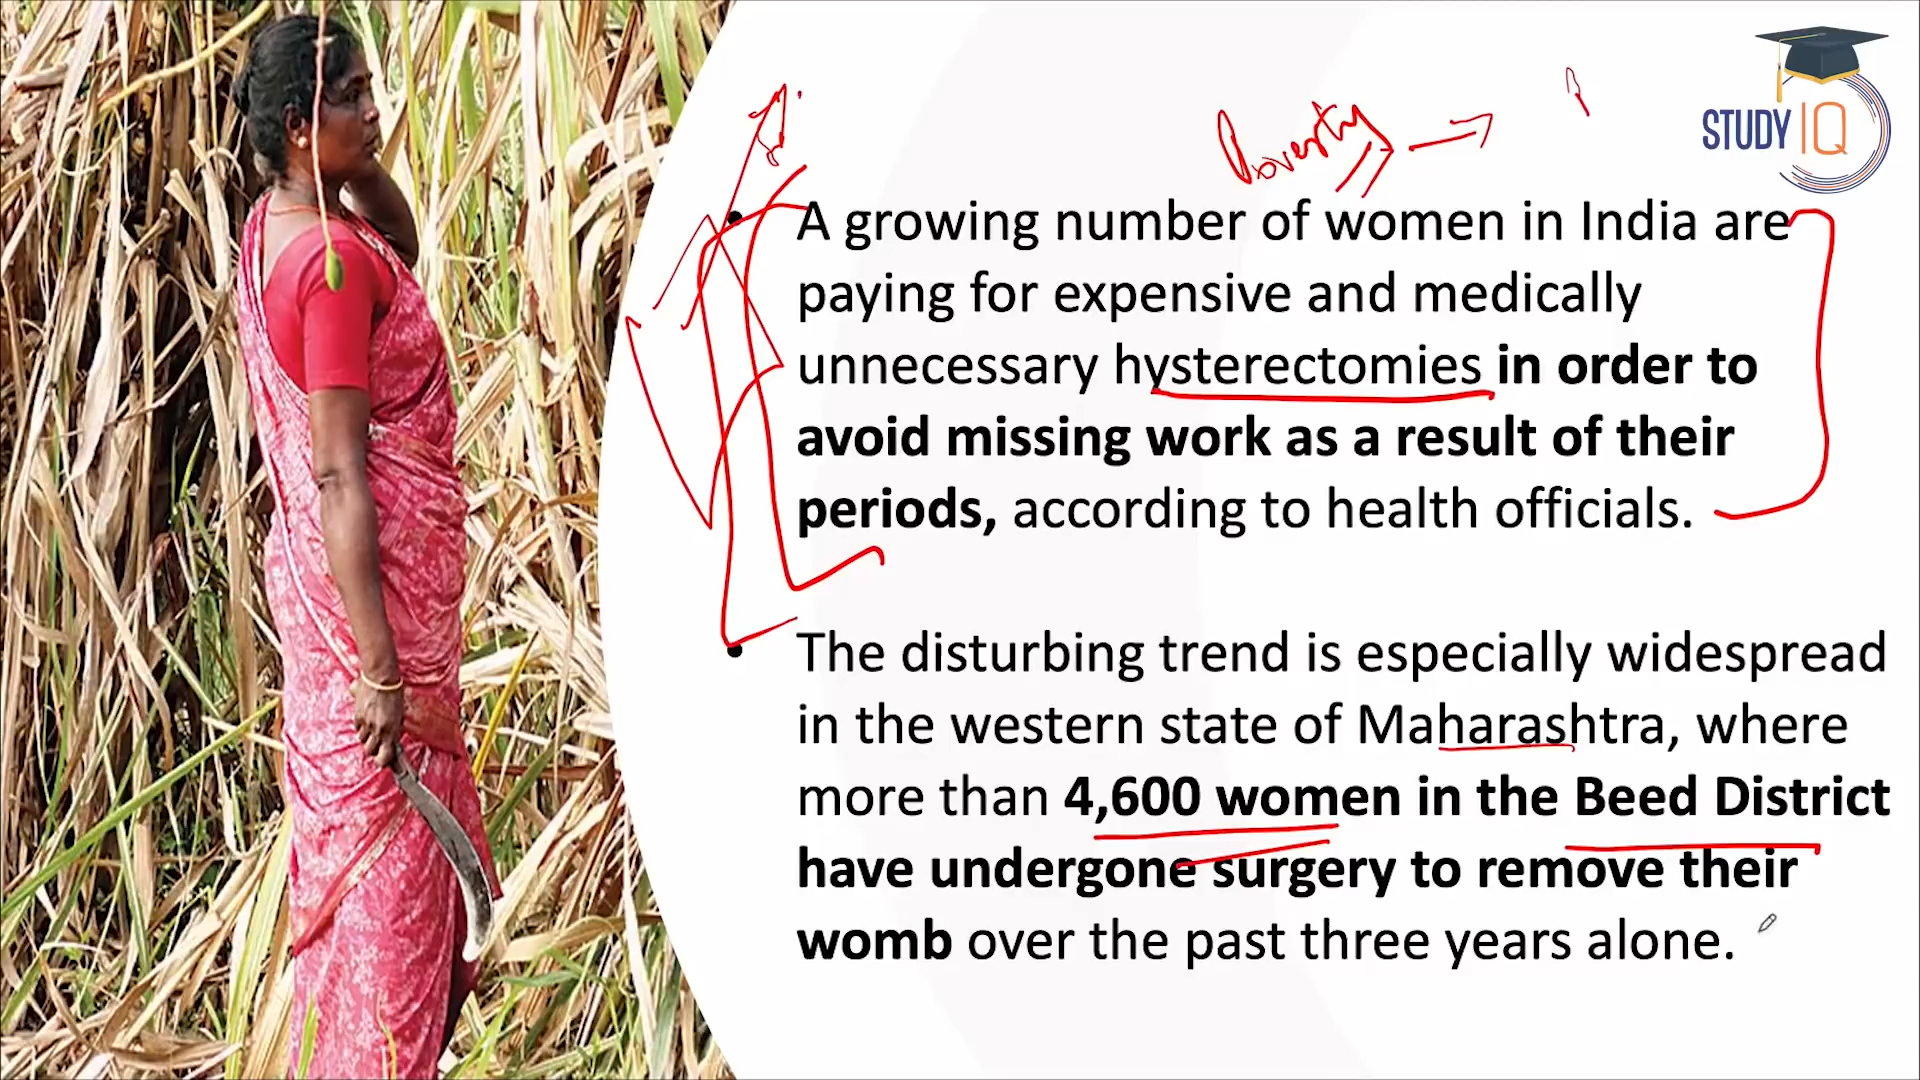 STUDY IQ
Poverty
A growing number of women in India are
paying for expensive and medically
unnecessary hysterectomies in order to
avoid missing work as a result of their
periods, according to health officials.
The disturbing trend is especially widespread
in the western state of Maharashtra, where
more than 4,600 women in the Beed District
have undergone surgery to remove their
womb over the past three years alone.